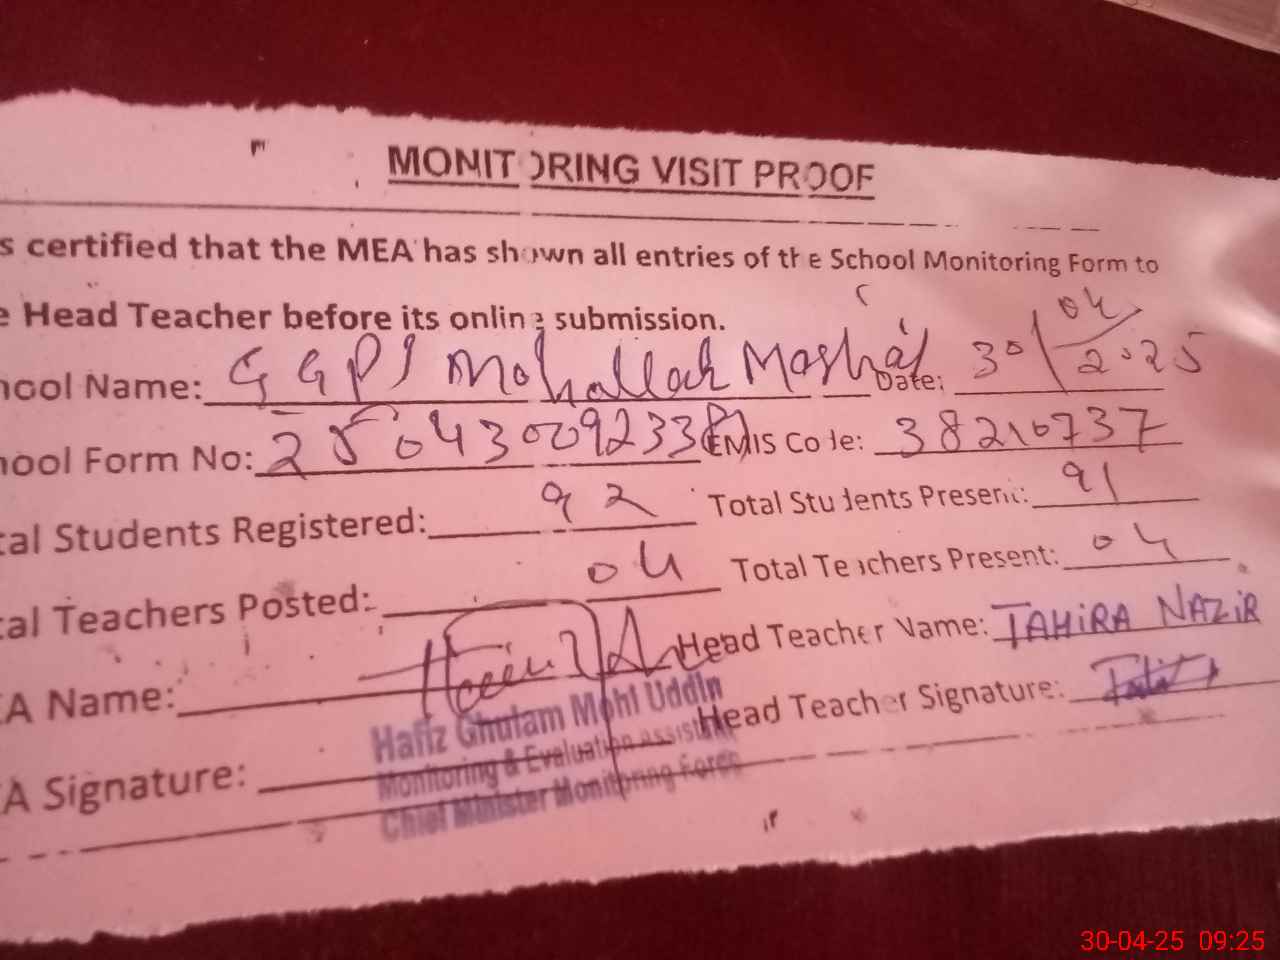 MONITORING VISIT PROOF
s certified that the MEA has shown all entries of the School Monitoring Form to
e Head Teacher before its online submission.
hool Name: GGPS Mohallah Mashai Date: 30/04/2025
hool Form No: 2504300923381 EMIS Code: 38210737
tal Students Registered: 92 Total Students Present: 91
tal Teachers Posted: 04 Total Teachers Present: 04
EA Name: Head Teacher Name: TAHIRA NAZIR
EA Signature: Head Teacher Signature:
Hafiz Ghulam Mohi Uddin
Monitoring & Evaluation Assistant
Chief Minister Monitoring Force
30-04-25 09:25